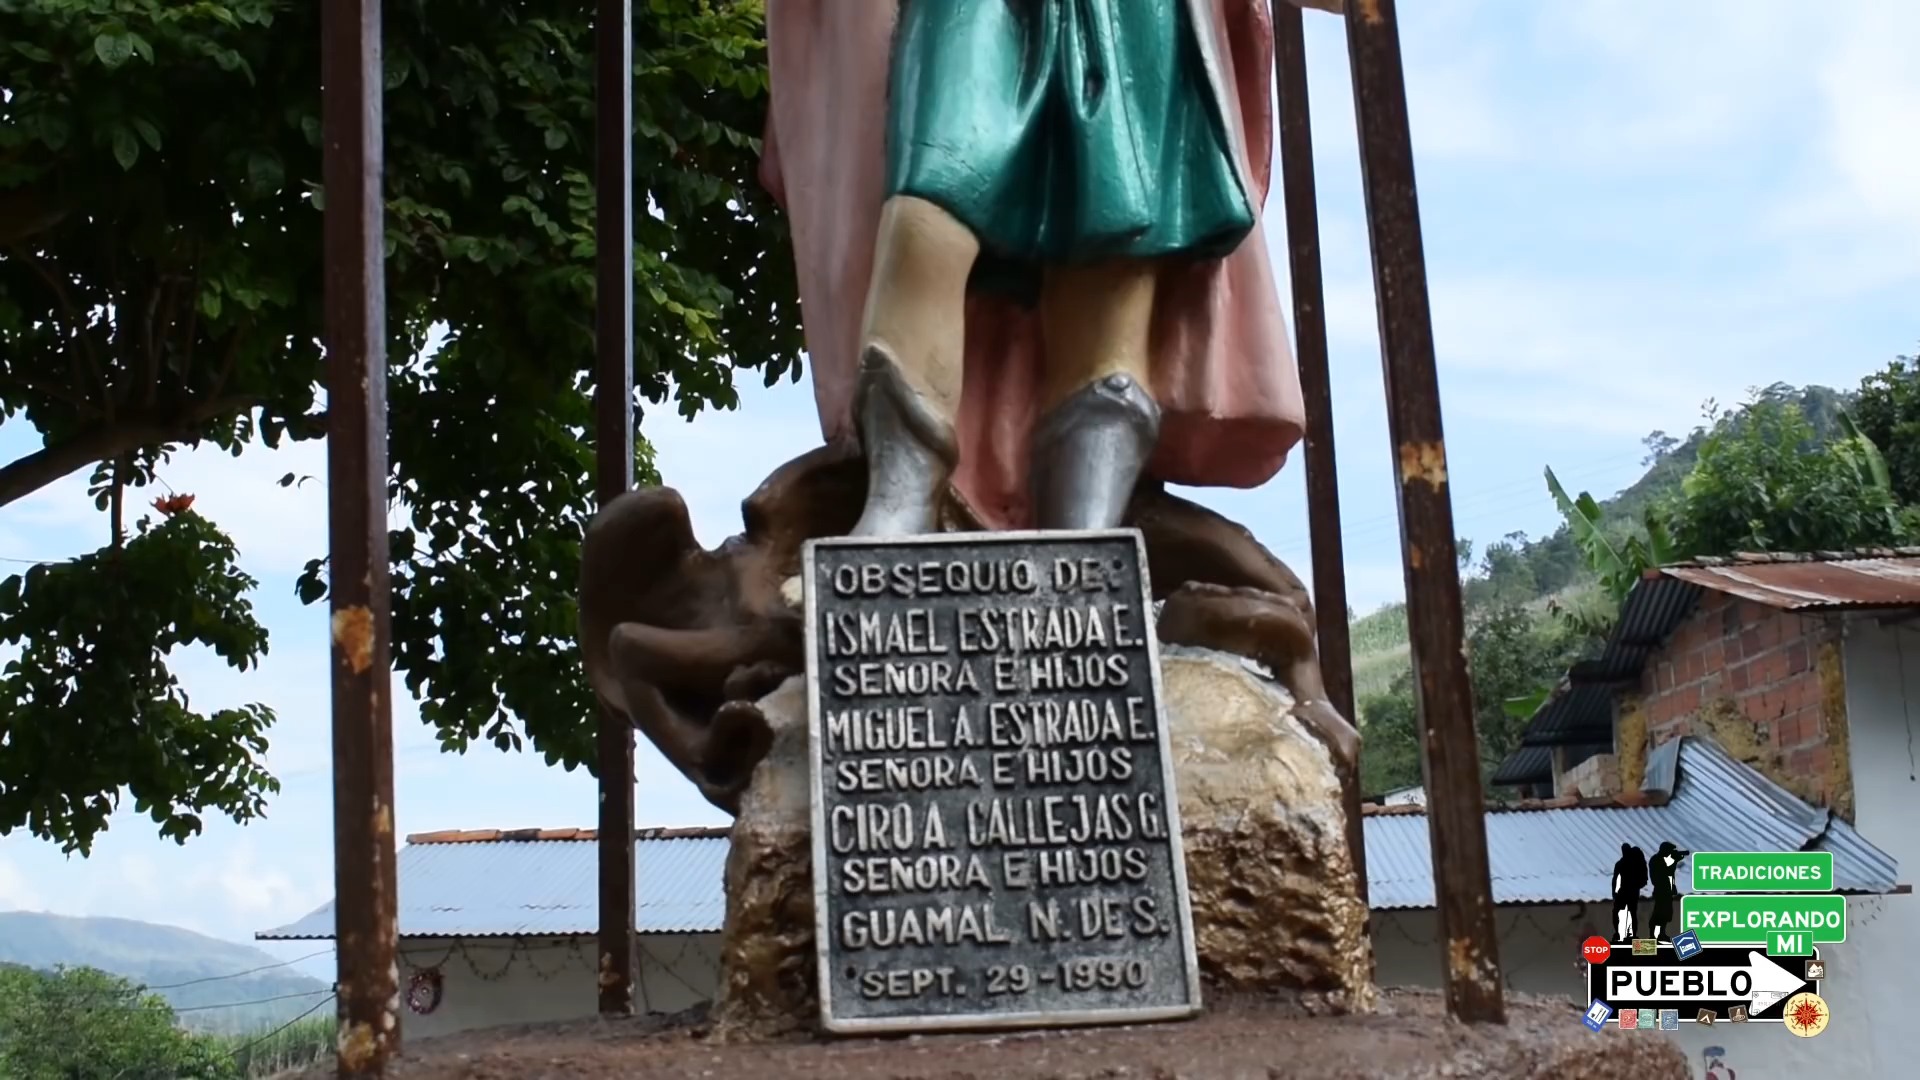 OBSEQUIO DE:
ISMAEL ESTRADA E.
SEÑORA E HIJOS
MIGUEL A. ESTRADA E.
SEÑORA E HIJOS
CIRO A. CALLEJAS G.
SEÑORA E HIJOS
GUAMAL N. DE S.
SEPT. 29-1990
TRADICIONES
EXPLORANDO
MI
STOP
PUEBLO